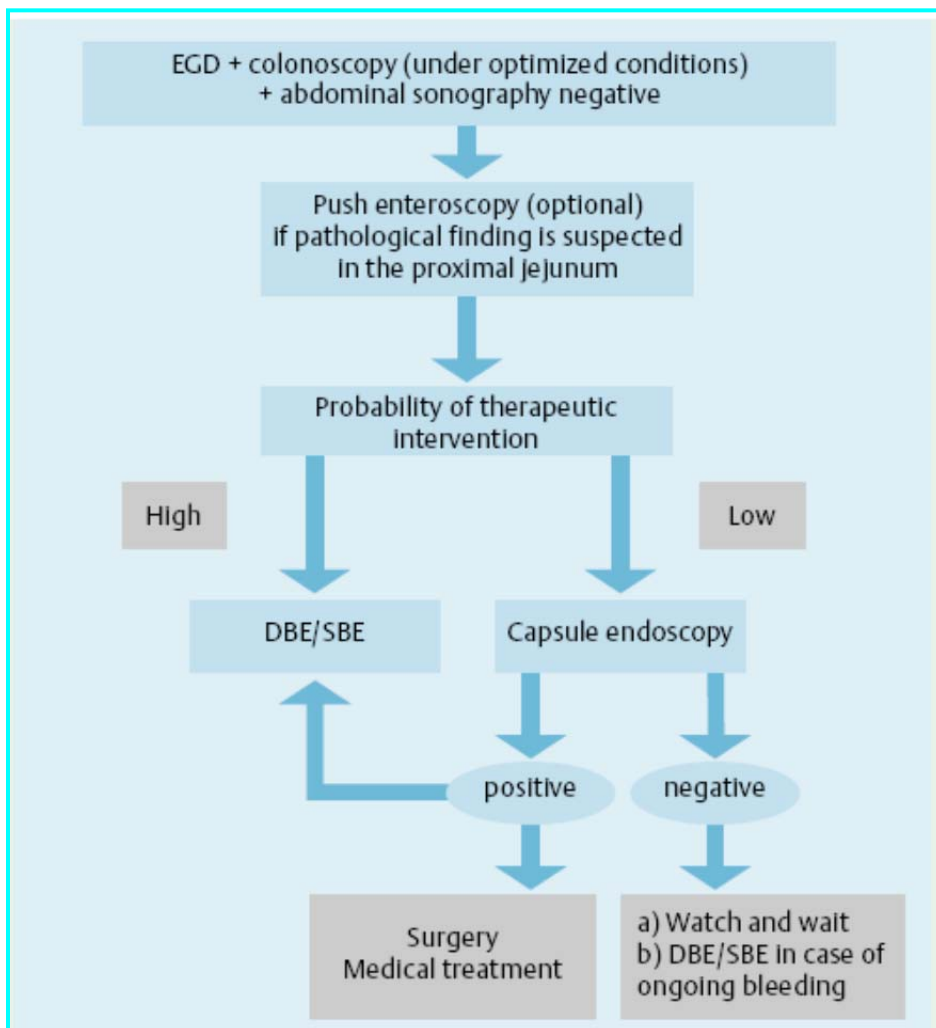 EGD + colonoscopy (under optimized conditions)
+ abdominal sonography negative
Push enteroscopy (optional)
if pathological finding is suspected
in the proximal jejunum
Probability of therapeutic
intervention
High
Low
DBE/SBE
Capsule endoscopy
positive
negative
Surgery
Medical treatment
a) Watch and wait
b) DBE/SBE in case of
ongoing bleeding